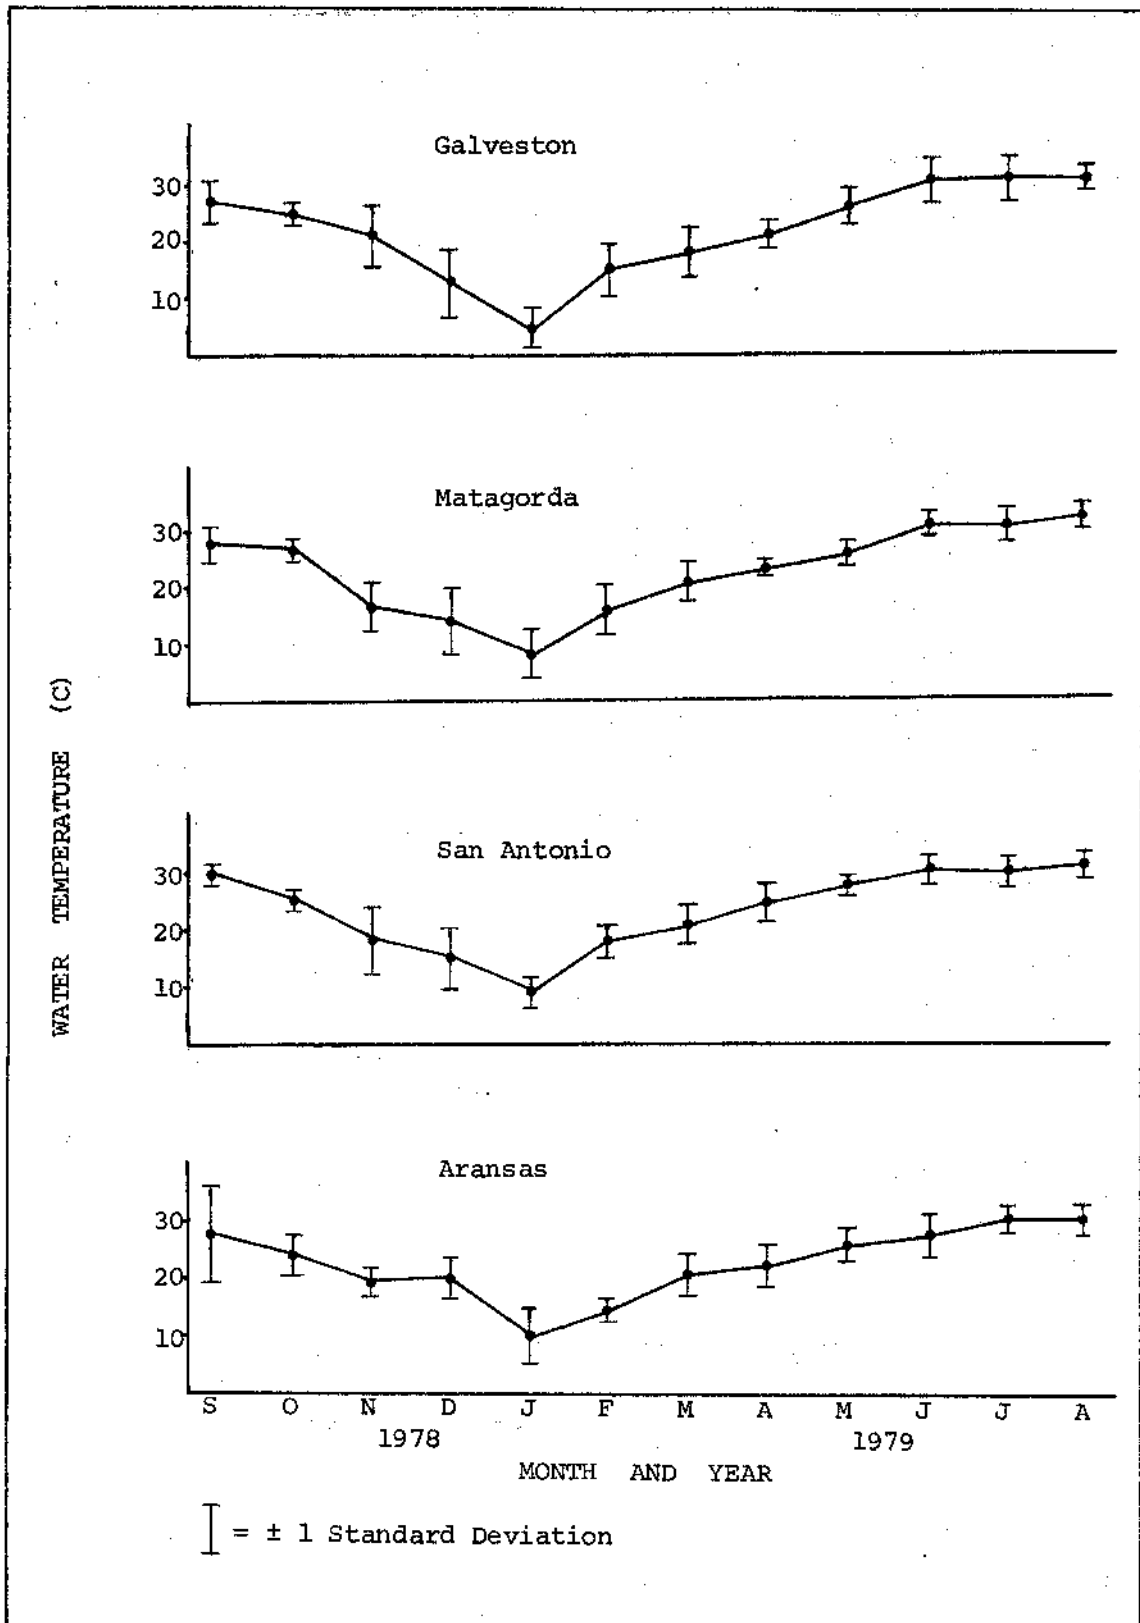 Galveston
30
20
10
Matagorda
30
20
10
WATER TEMPERATURE (C)
San Antonio
30
20
10
Aransas
30
20
10
S O N D J F M A M J J A
1978 1979
MONTH AND YEAR
= ± 1 Standard Deviation